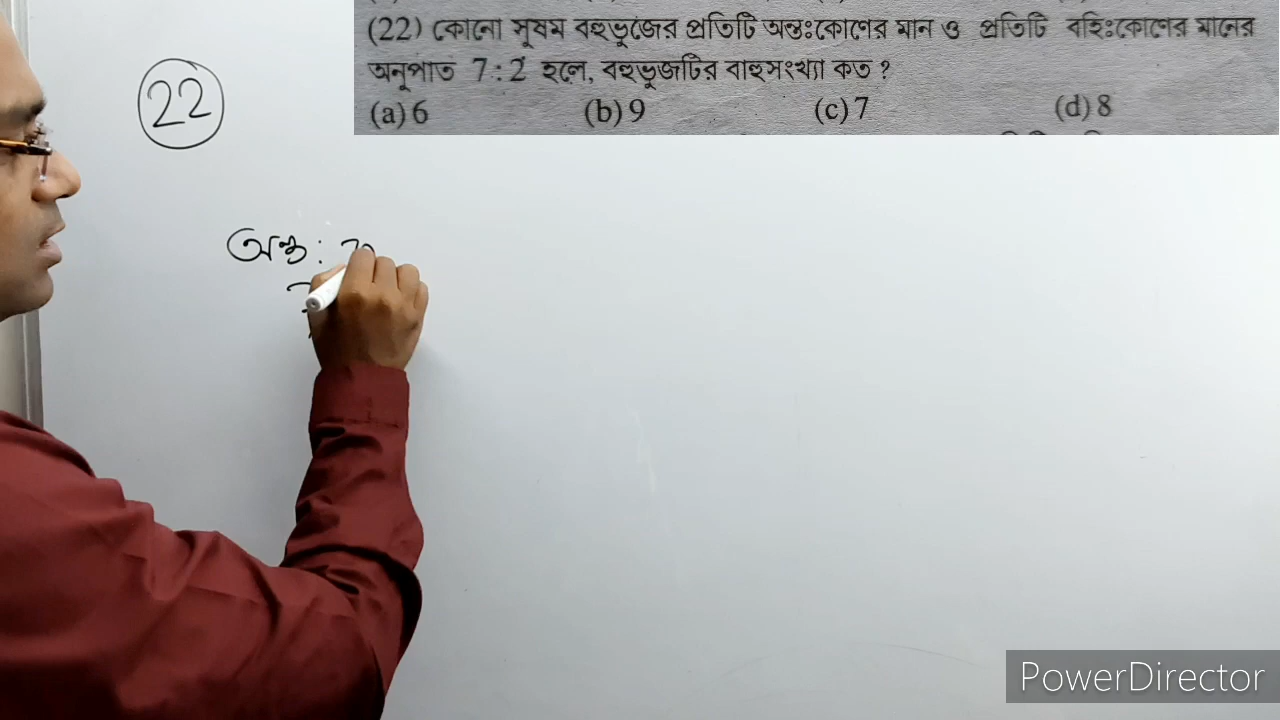 (22) কোনো সুষম বহুভুজের প্রতিটি অন্তঃকোণের মান ও প্রতিটি বহিঃকোণের মানের
অনুপাত 7 : 2 হলে, বহুভুজটির বাহুসংখ্যা কত ?
(a) 6 (b) 9 (c) 7 (d) 8
22
অন্ত :
PowerDirector